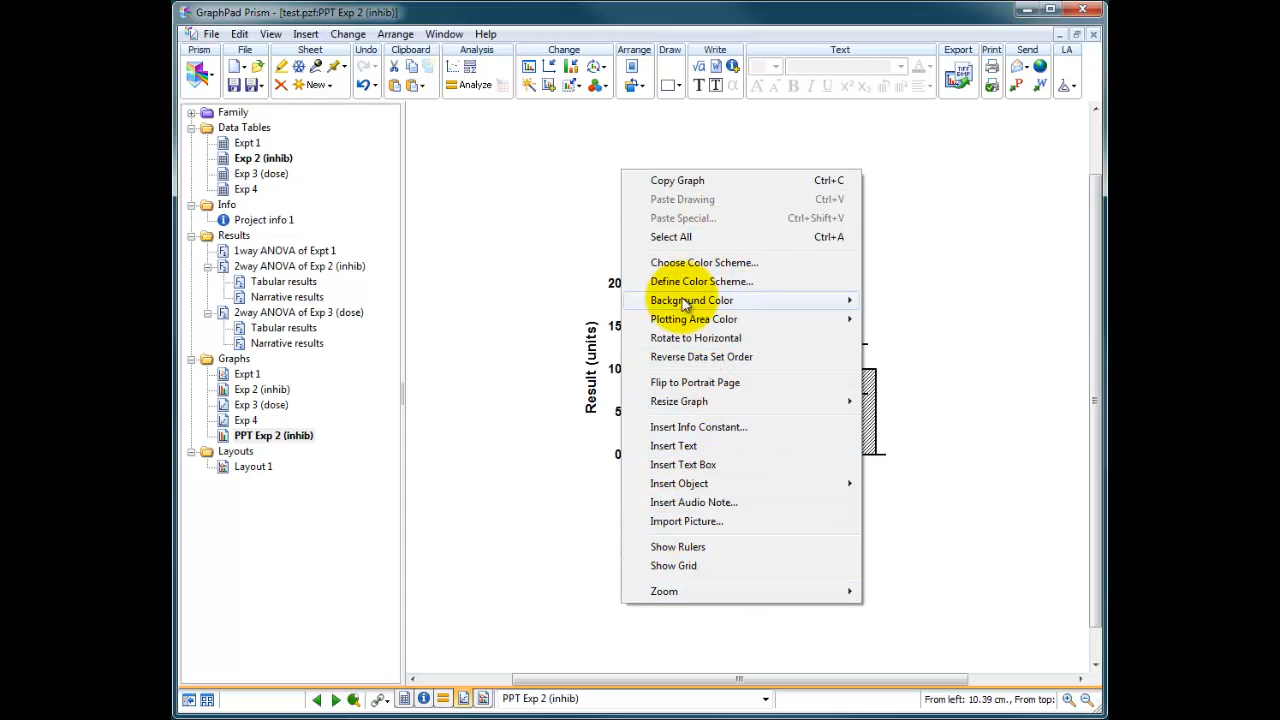 GraphPad Prism - [test.pzf:PPT Exp 2 (inhib)]
File Edit View Insert Change Arrange Window Help
Prism File Sheet Undo Clipboard Analysis Change Arrange Draw Write Text Export Print Send LA
New
Analyze
Family
Data Tables
Expt 1
Exp 2 (inhib)
Exp 3 (dose)
Exp 4
Info
Project info 1
Results
1way ANOVA of Expt 1
2way ANOVA of Exp 2 (inhib)
Tabular results
Narrative results
2way ANOVA of Exp 3 (dose)
Tabular results
Narrative results
Graphs
Expt 1
Exp 2 (inhib)
Exp 3 (dose)
Exp 4
PPT Exp 2 (inhib)
Layouts
Layout 1
Result (units)
20
15
10
5
0
Copy Graph Ctrl+C
Paste Drawing Ctrl+V
Paste Special... Ctrl+Shift+V
Select All Ctrl+A
Choose Color Scheme...
Define Color Scheme...
Background Color
Plotting Area Color
Rotate to Horizontal
Reverse Data Set Order
Flip to Portrait Page
Resize Graph
Insert Info Constant...
Insert Text
Insert Text Box
Insert Object
Insert Audio Note...
Import Picture...
Show Rulers
Show Grid
Zoom
PPT Exp 2 (inhib)
From left: 10.39 cm., From top: